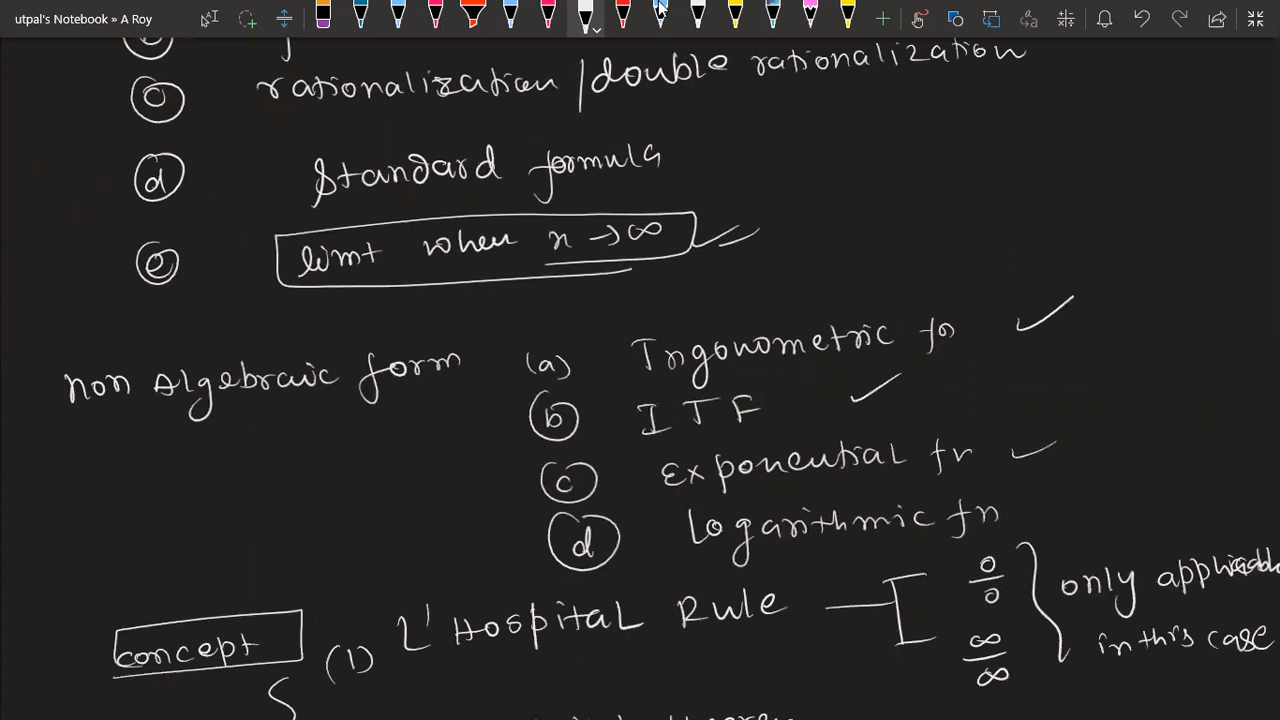 utpal's Notebook » A Roy
(c) rationalization / double rationalization
(d) Standard formula
(e) limt when x → ∞
Non Algebraic form (a) Trigonometric fn
(b) ITF
(c) Exponential fn
(d) Logarithmic fn
concept (1) L' Hospital Rule — [ 0/0 ∞/∞ } only applicable in this case